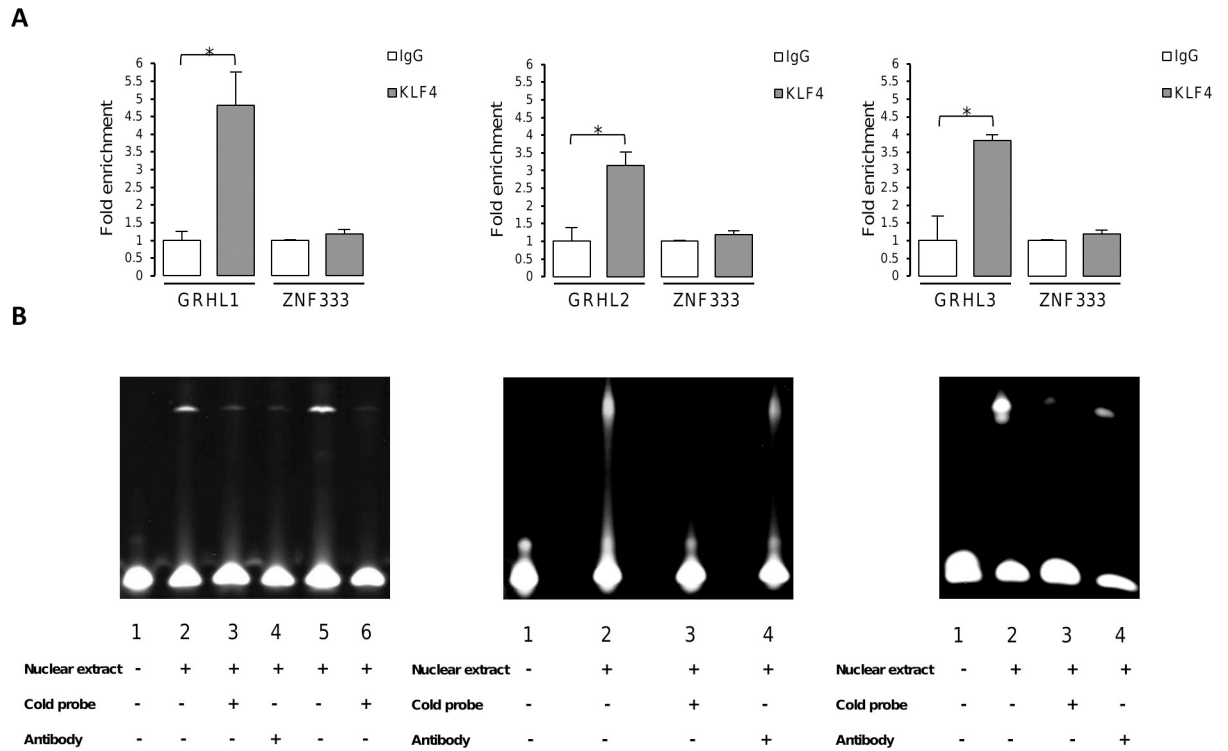 A
* IgG KLF4
Fold enrichment
6
5.5
5
4.5
4
3.5
3
2.5
2
1.5
1
0.5
0
GRHL1 ZNF333
* IgG KLF4
Fold enrichment
6
5.5
5
4.5
4
3.5
3
2.5
2
1.5
1
0.5
0
GRHL2 ZNF333
* IgG KLF4
Fold enrichment
6
5.5
5
4.5
4
3.5
3
2.5
2
1.5
1
0.5
0
GRHL3 ZNF333
B
1 2 3 4 5 6
Nuclear extract - + + + + +
Cold probe - - + - - +
Antibody - - - + - -
1 2 3 4
Nuclear extract - + + +
Cold probe - - + -
Antibody - - - +
1 2 3 4
Nuclear extract - + + +
Cold probe - - + -
Antibody - - - +